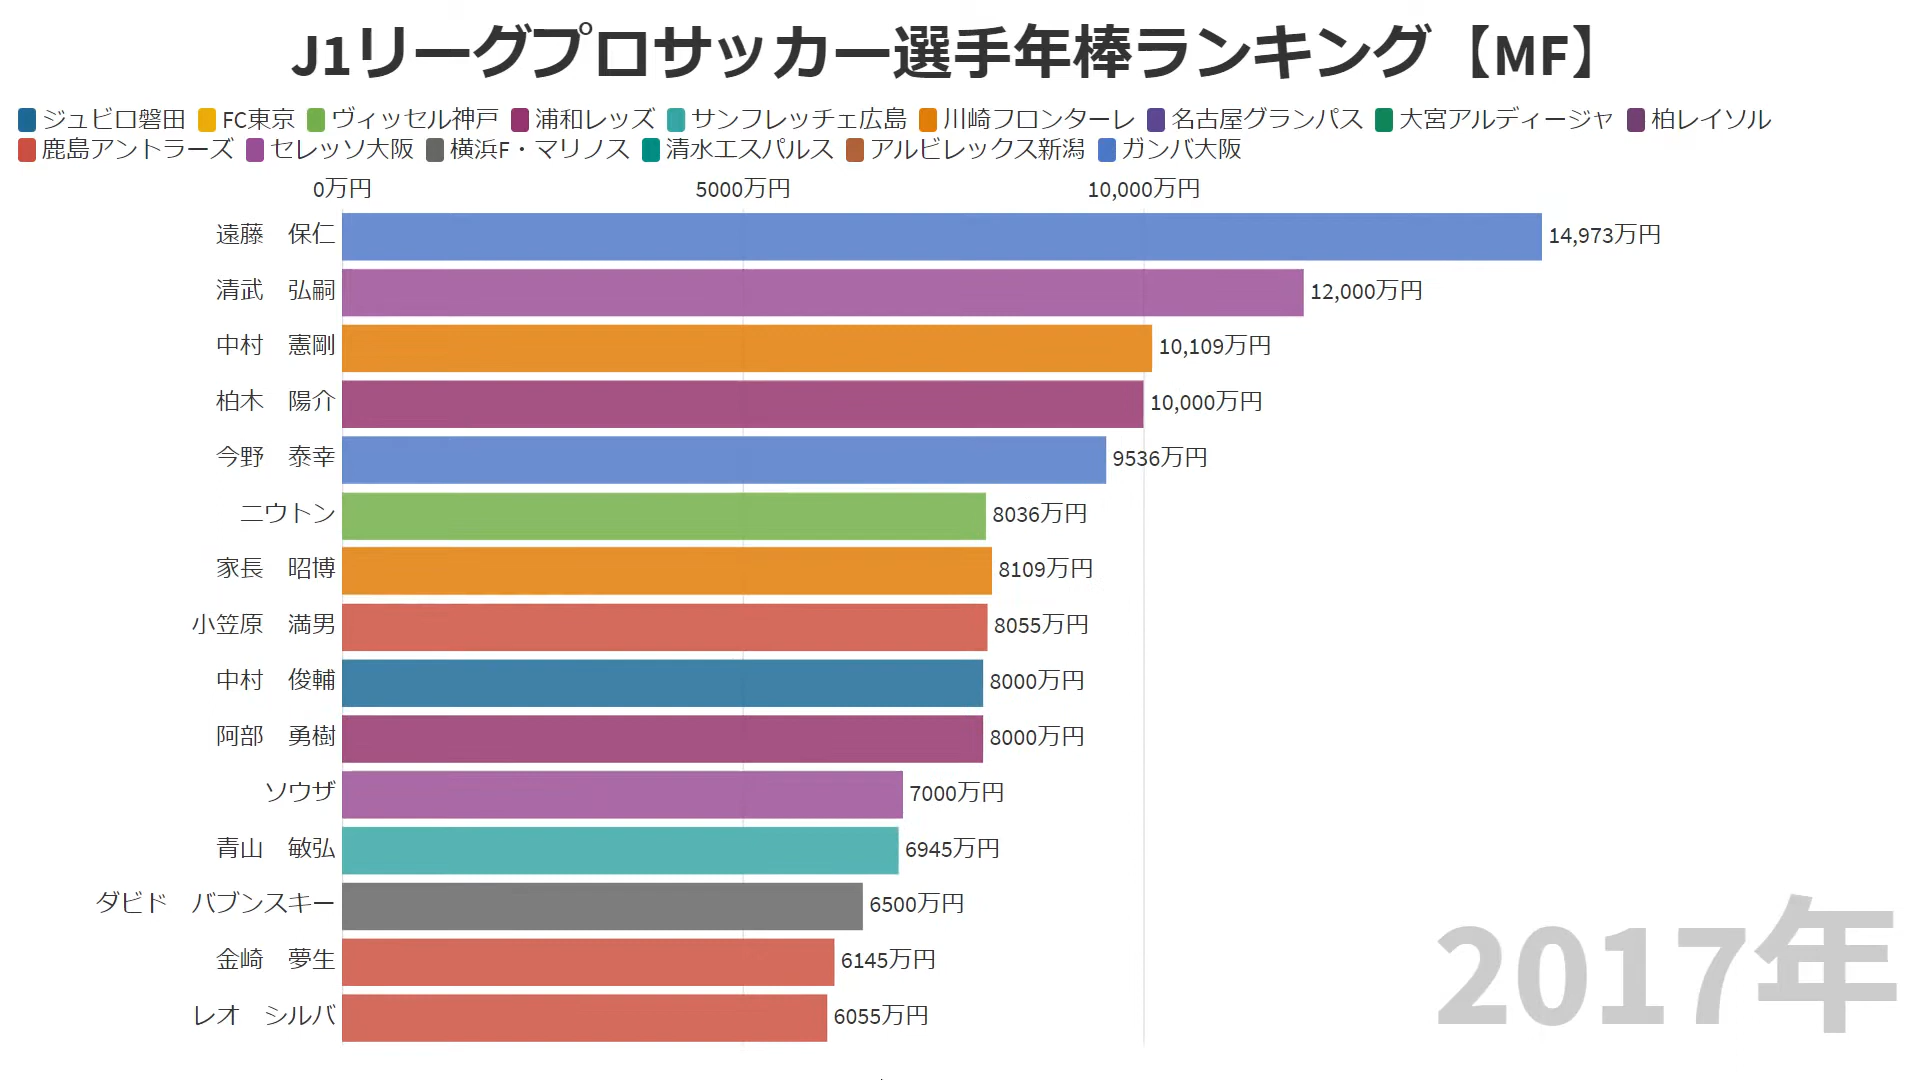 J1リーグプロサッカー選手年棒ランキング【MF】
ジュビロ磐田 FC東京 ヴィッセル神戸 浦和レッズ サンフレッチェ広島 川崎フロンターレ 名古屋グランパス 大宮アルディージャ 柏レイソル
鹿島アントラーズ セレッソ大阪 横浜F・マリノス 清水エスパルス アルビレックス新潟 ガンバ大阪
0万円 5000万円 10,000万円
遠藤　保仁 14,973万円
清武　弘嗣 12,000万円
中村　憲剛 10,109万円
柏木　陽介 10,000万円
今野　泰幸 9536万円
ニウトン 8036万円
家長　昭博 8109万円
小笠原　満男 8055万円
中村　俊輔 8000万円
阿部　勇樹 8000万円
ソウザ 7000万円
青山　敏弘 6945万円
ダビド　バブンスキー 6500万円
金崎　夢生 6145万円
レオ　シルバ 6055万円
2017年